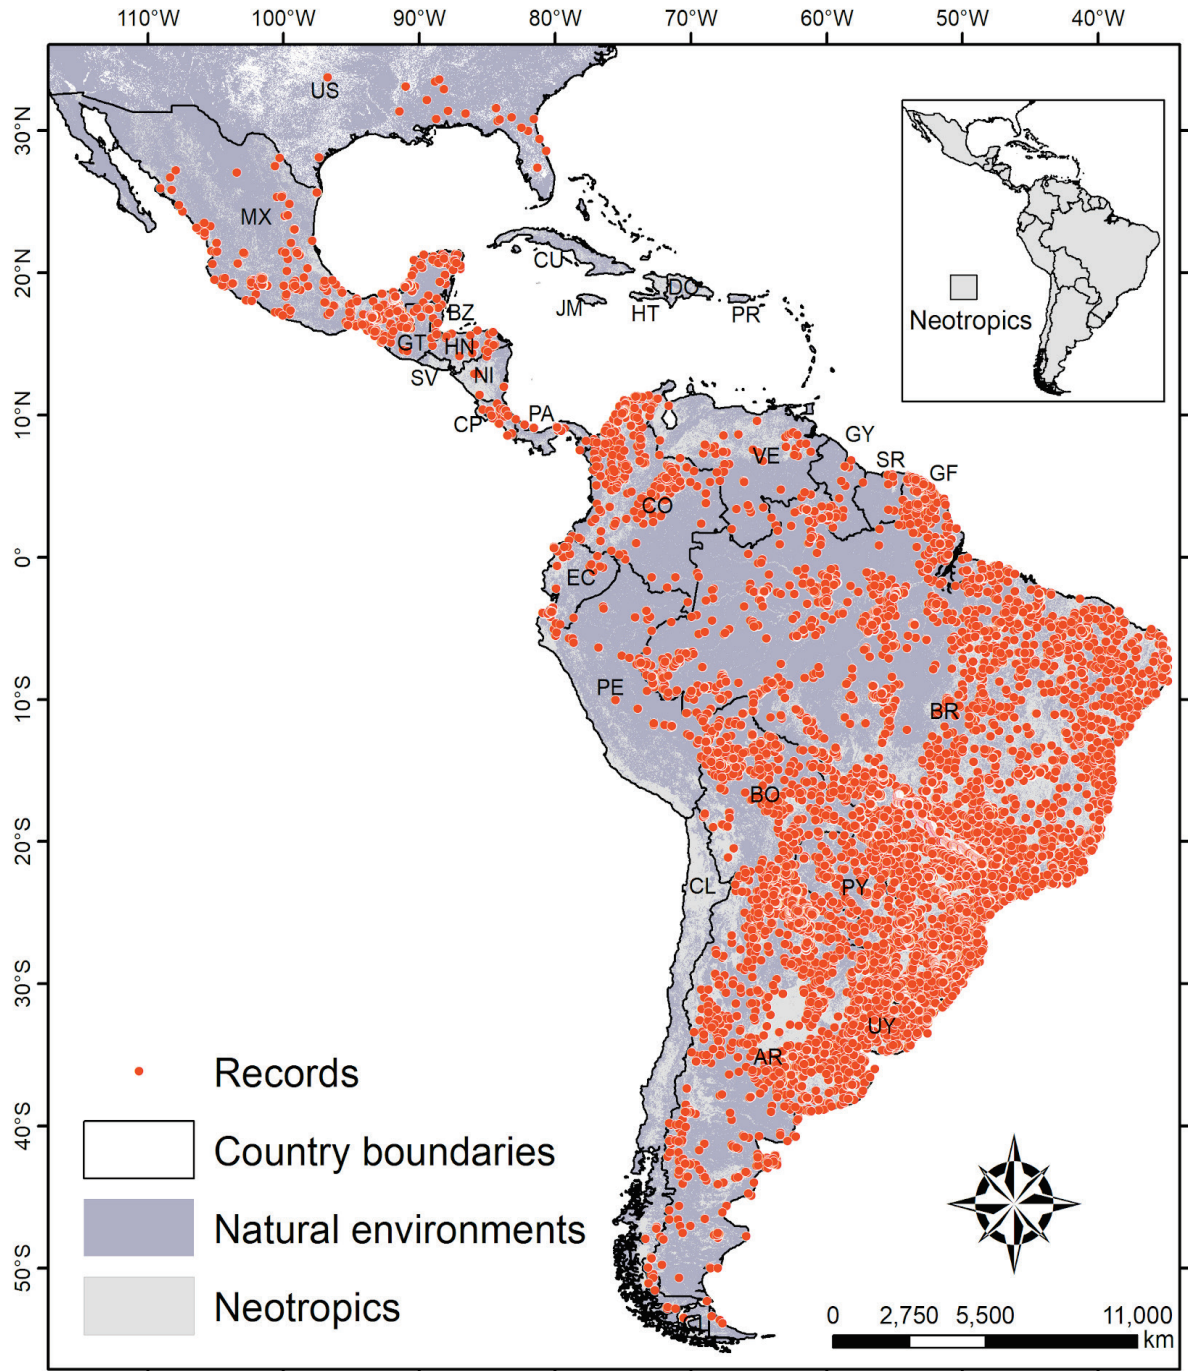 110°W 100°W 90°W 80°W 70°W 60°W 50°W 40°W
30°N
20°N
10°N
0°
10°S
20°S
30°S
40°S
50°S
US
MX
CU
DO
JM
HT
PR
BZ
GT
HN
SV
NI
CP
PA
VE
GY
SR
GF
CO
EC
PE
BR
BO
CL
PY
UY
AR
Neotropics
Records
Country boundaries
Natural environments
Neotropics
0 2,750 5,500 11,000
km